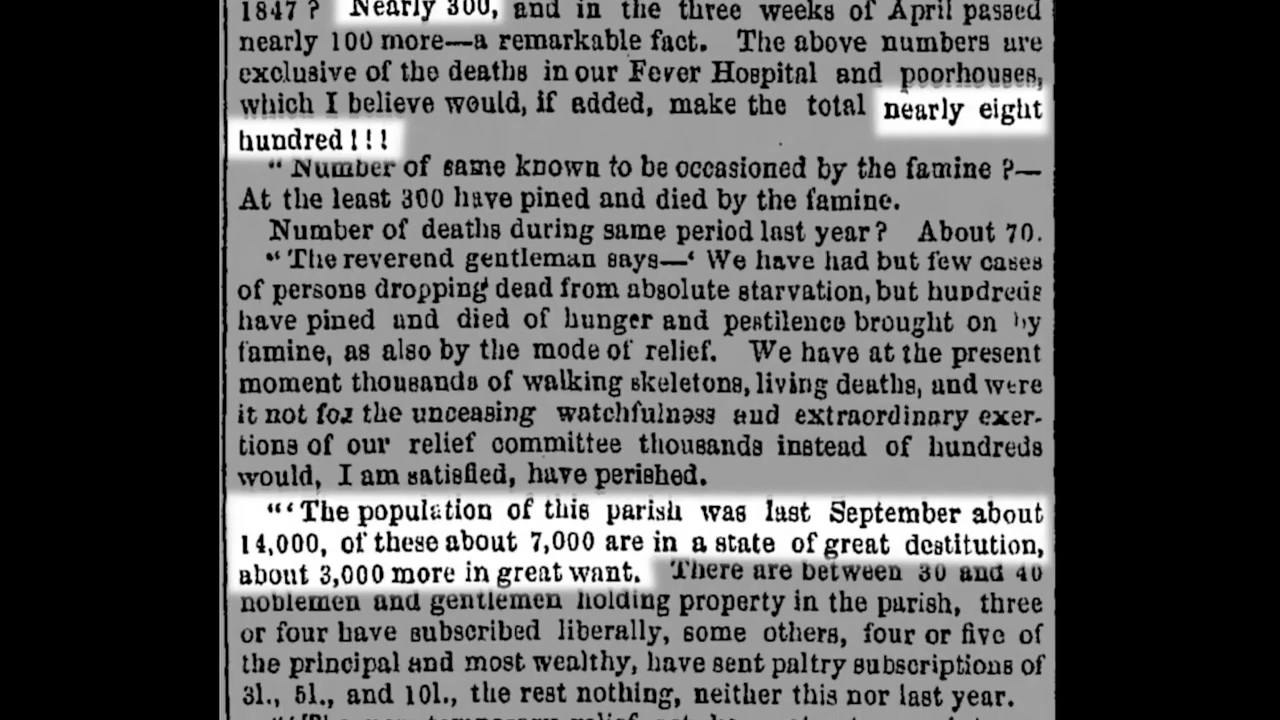 1847 ? Nearly 300, and in the three weeks of April passed
nearly 100 more—a remarkable fact. The above numbers are
exclusive of the deaths in our Fever Hospital and poorhouses,
which I believe would, if added, make the total nearly eight
hundred ! ! !
" Number of same known to be occasioned by the famine ?—
At the least 300 have pined and died by the famine.
Number of deaths during same period last year ? About 70.
" The reverend gentleman says—‘ We have had but few cases
of persons dropping dead from absolute starvation, but hundreds
have pined and died of hunger and pestilence brought on by
famine, as also by the mode of relief. We have at the present
moment thousands of walking skeletons, living deaths, and were
it not for the unceasing watchfulness and extraordinary exer-
tions of our relief committee thousands instead of hundreds
would, I am satisfied, have perished.
"‘ The population of this parish was last September about
14,000, of these about 7,000 are in a state of great destitution,
about 3,000 more in great want. There are between 30 and 40
noblemen and gentlemen holding property in the parish, three
or four have subscribed liberally, some others, four or five of
the principal and most wealthy, have sent paltry subscriptions of
3l., 5l., and 10l., the rest nothing, neither this nor last year.